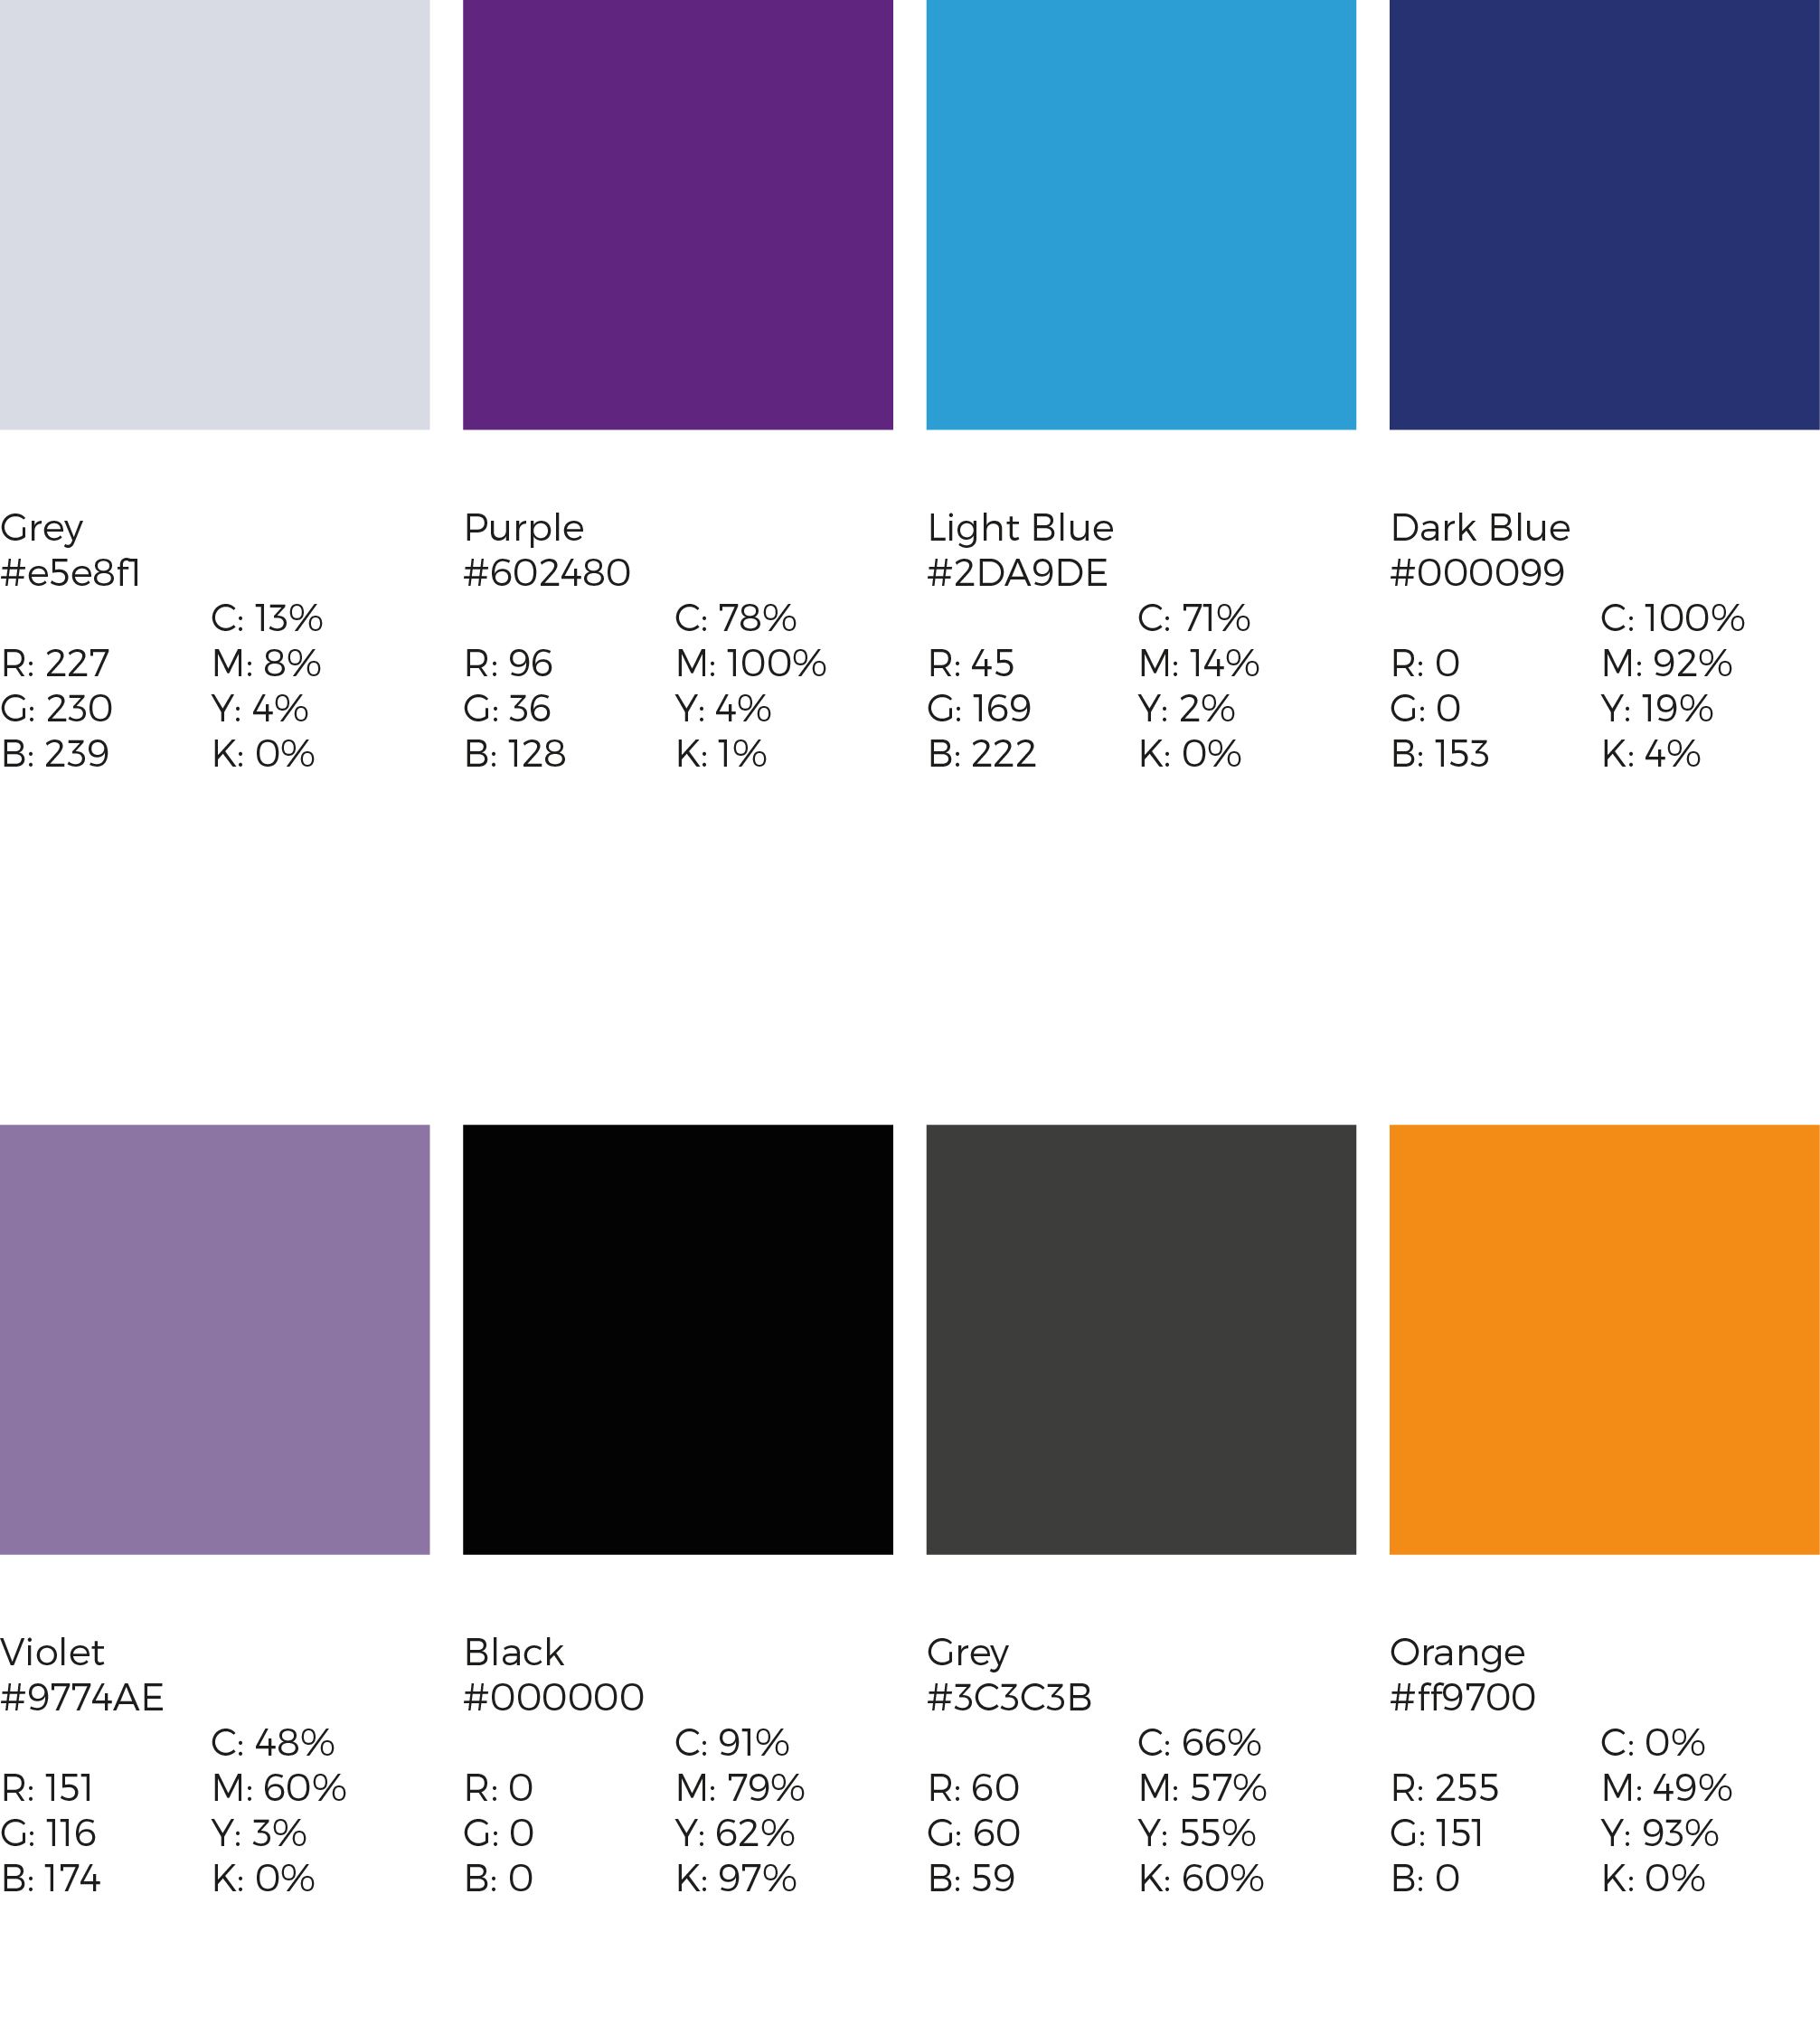 Grey
#e5e8f1
C: 13%
R: 227 M: 8%
G: 230 Y: 4%
B: 239 K: 0%
Purple
#602480
C: 78%
R: 96 M: 100%
G: 36 Y: 4%
B: 128 K: 1%
Light Blue
#2DA9DE
C: 71%
R: 45 M: 14%
G: 169 Y: 2%
B: 222 K: 0%
Dark Blue
#000099
C: 100%
R: 0 M: 92%
G: 0 Y: 19%
B: 153 K: 4%
Violet
#9774AE
C: 48%
R: 151 M: 60%
G: 116 Y: 3%
B: 174 K: 0%
Black
#000000
C: 91%
R: 0 M: 79%
G: 0 Y: 62%
B: 0 K: 97%
Grey
#3C3C3B
C: 66%
R: 60 M: 57%
G: 60 Y: 55%
B: 59 K: 60%
Orange
#ff9700
C: 0%
R: 255 M: 49%
G: 151 Y: 93%
B: 0 K: 0%